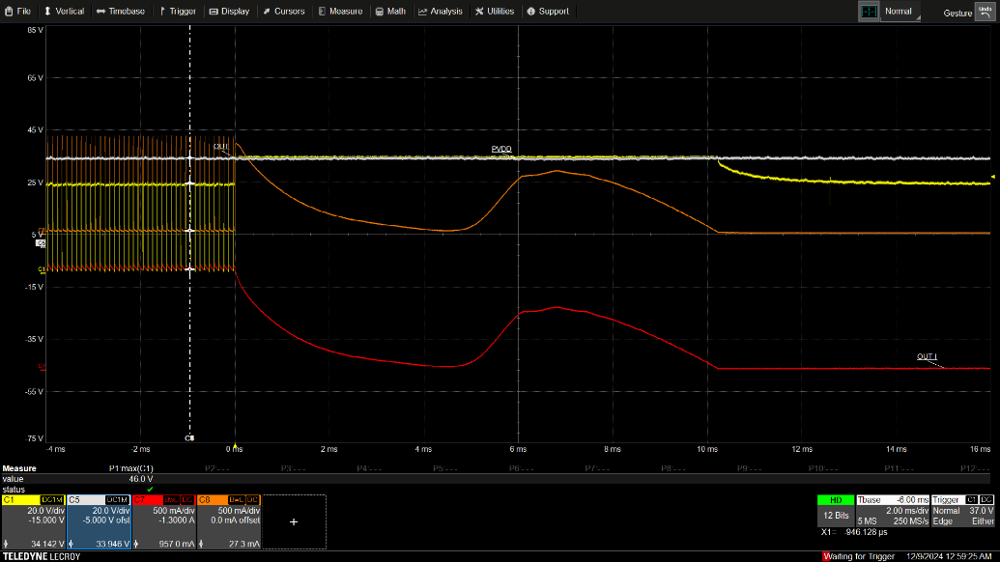 File Vertical Timebase Trigger Display Cursors Measure Math Analysis Utilities Support Normal Gesture Undo
85 V
65 V
45 V
OUT
PVDD
25 V
5 V
C1
-15 V
-35 V
OUT I
-55 V
-75 V
-4 ms -2 ms 0 ms 2 ms 4 ms 6 ms 8 ms 10 ms 12 ms 14 ms 16 ms
Measure P1:max(C1) P2:--- P3:--- P4:--- P5:--- P6:--- P7:--- P8:--- P9:--- P10:--- P11:--- P12:---
value 46.0 V
status
C1 DC1M C5 DC1M C7 DC C8 DC HD Tbase -6.00 ms Trigger C1 DC
20.0 V/div 20.0 V/div 500 mA/div 500 mA/div 12 Bits 2.00 ms/div Normal 37.0 V
-15.000 V -5.000 V ofst -1.3000 A 0.0 mA offset 5 MS 250 MS/s Edge Either
X1= -946.128 µs
34.142 V 33.946 V 957.0 mA 27.3 mA
TELEDYNE LECROY Waiting for Trigger 12/9/2024 12:59:25 AM